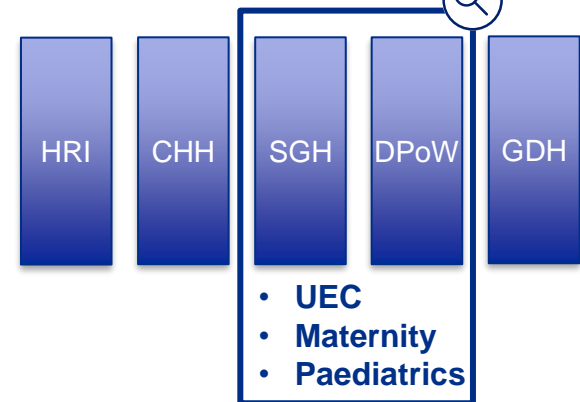 HRI CHH SGH DPoW GDH
• UEC
• Maternity
• Paediatrics